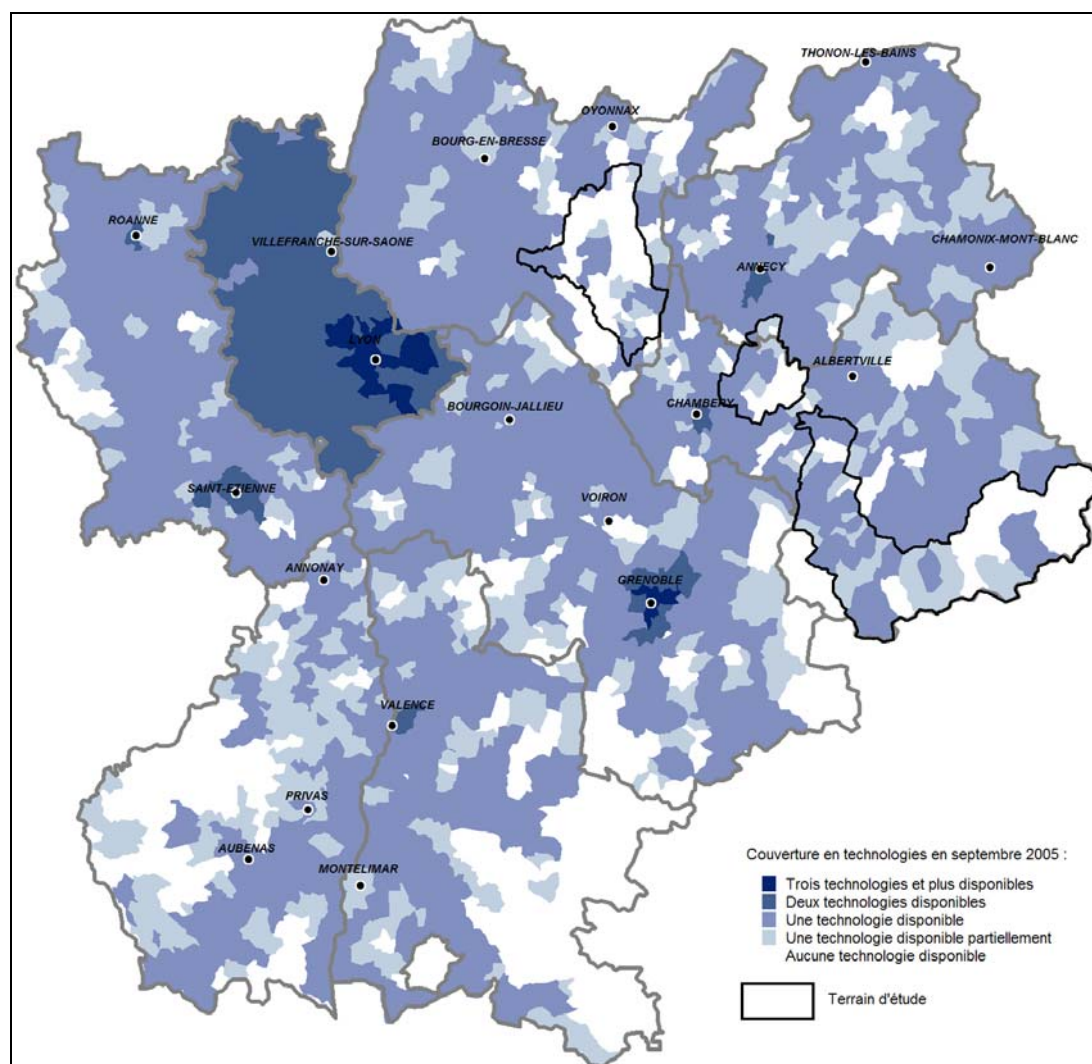 THONON-LES-BAINS
OYONNAX
BOURG-EN-BRESSE
ROANNE
VILLEFRANCHE-SUR-SAONE
CHAMONIX-MONT-BLANC
ANNECY
LYON
ALBERTVILLE
CHAMBERY
BOURGOIN-JALLIEU
SAINT-ETIENNE
VOIRON
ANNONAY
GRENOBLE
VALENCE
PRIVAS
AUBENAS
MONTELIMAR
Couverture en technologies en septembre 2005 :
Trois technologies et plus disponibles
Deux technologies disponibles
Une technologie disponible
Une technologie disponible partiellement
Aucune technologie disponible
Terrain d'étude